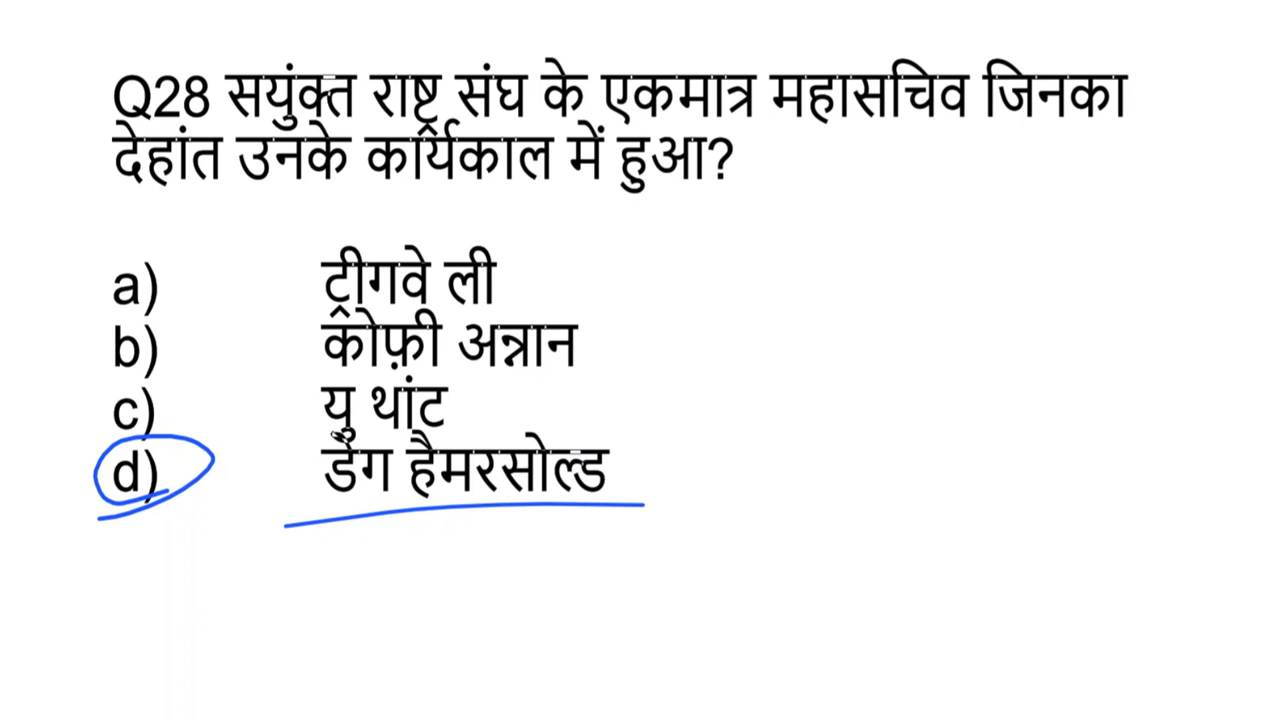 Q28 सयुंक्त राष्ट्र संघ के एकमात्र महासचिव जिनका
देहांत उनके कार्यकाल में हुआ?
a) ट्रीगवे ली
b) कोफ़ी अन्नान
c) यु थांट
d) डेग हैमरसोल्ड